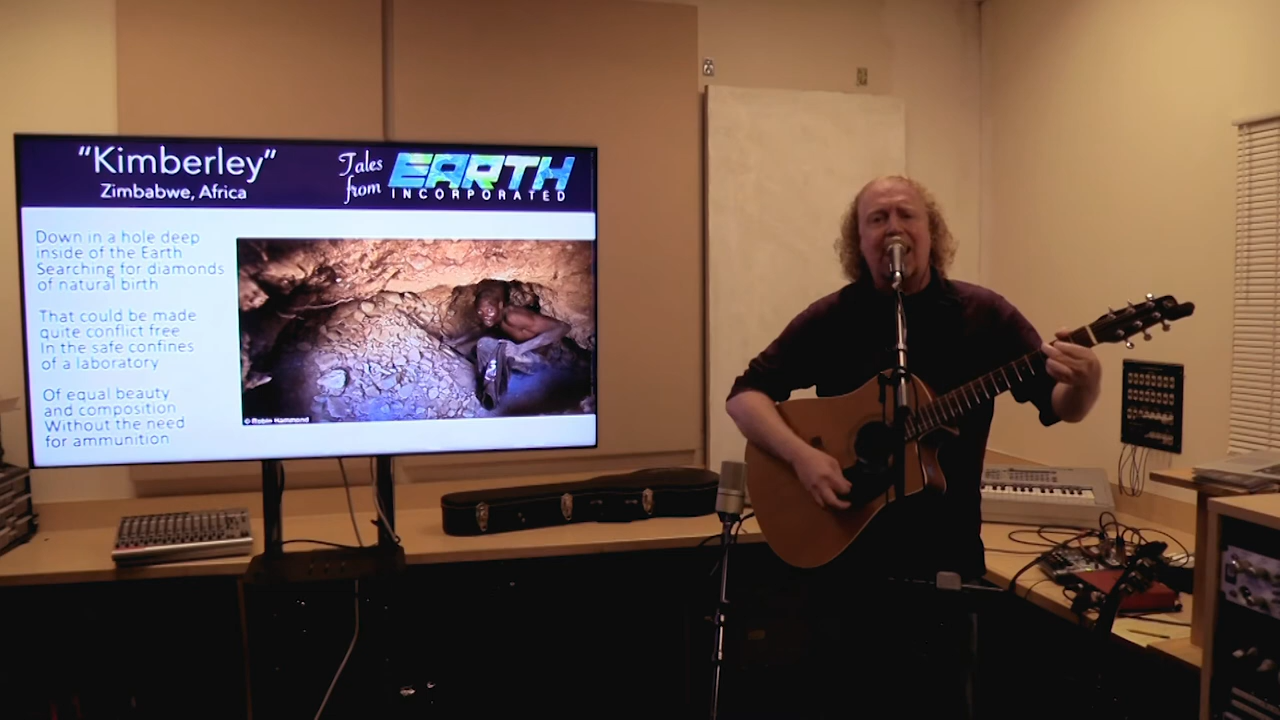 “Kimberley”
Zimbabwe, Africa
Tales
from
EARTH
INCORPORATED
Down in a hole deep
inside of the Earth
Searching for diamonds
of natural birth
That could be made
quite conflict free
In the safe confines
of a laboratory
Of equal beauty
and composition
Without the need
for ammunition
© Robin Hammond